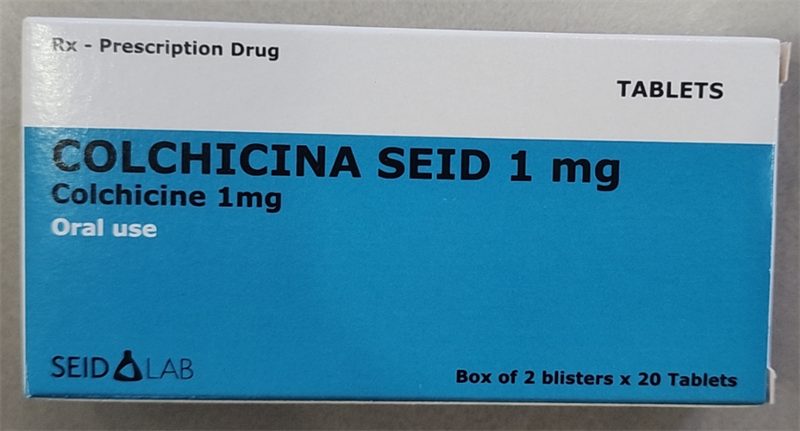 Rx - Prescription Drug
TABLETS
COLCHICINA SEID 1 mg
Colchicine 1mg
Oral use
SEID LAB
Box of 2 blisters x 20 Tablets